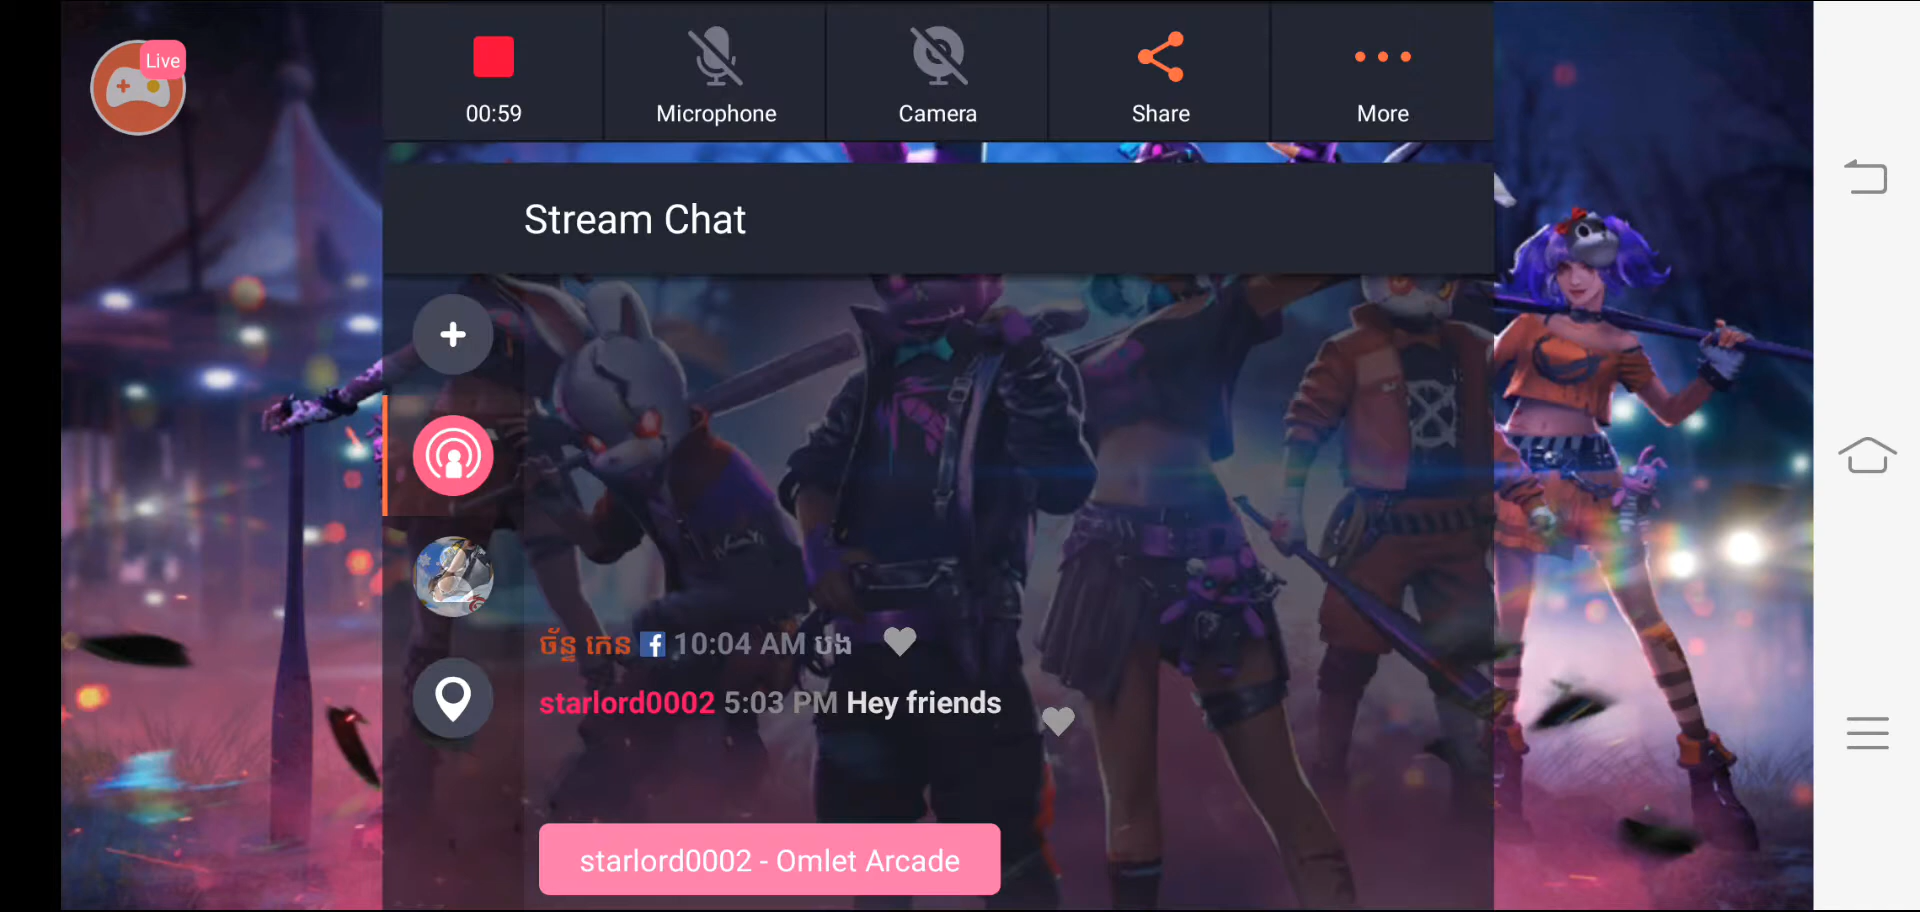 Live
00:59
Microphone
Camera
Share
More
Stream Chat
ច័ន្ទ កេន f 10:04 AM បង
starlord0002 5:03 PM Hey friends
starlord0002 - Omlet Arcade